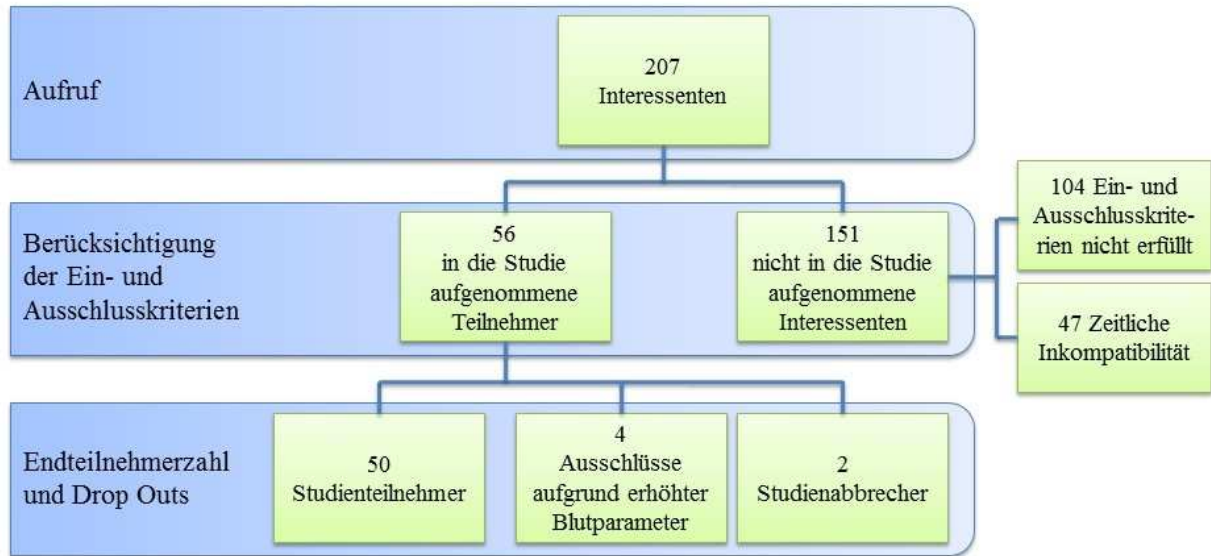 Aufruf
207
Interessenten
Berücksichtigung
der Ein- und
Ausschlusskriterien
56
in die Studie
aufgenommene
Teilnehmer
151
nicht in die Studie
aufgenommene
Interessenten
104 Ein- und
Ausschlusskrite-
rien nicht erfüllt
47 Zeitliche
Inkompatibilität
Endteilnehmerzahl
und Drop Outs
50
Studienteilnehmer
4
Ausschlüsse
aufgrund erhöhter
Blutparameter
2
Studienabbrecher